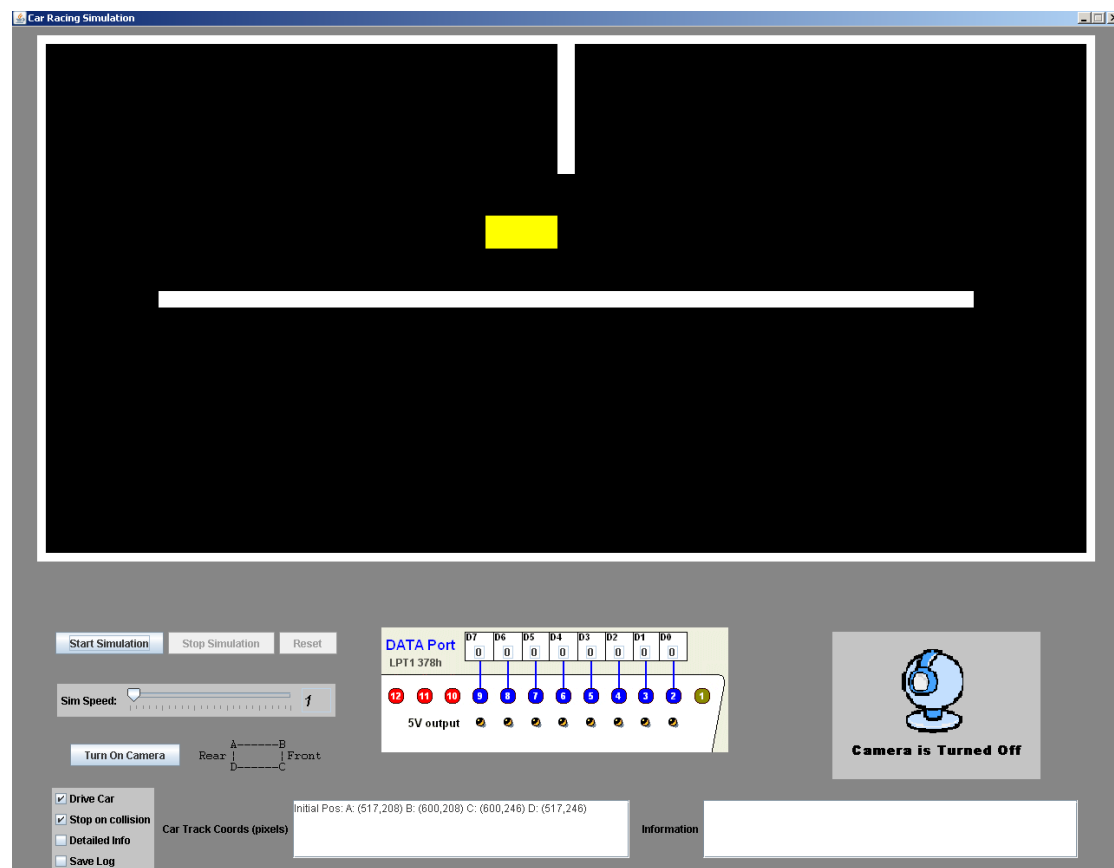 Car Racing Simulation
Start Simulation Stop Simulation Reset
Sim Speed: 1
Turn On Camera
A------B
Rear | | Front
D------C
Drive Car
Stop on collision
Detailed Info
Save Log
DATA Port
LPT1 378h
D7 D6 D5 D4 D3 D2 D1 D0
0 0 0 0 0 0 0 0
12 11 10 9 8 7 6 5 4 3 2 1
5V output
Camera is Turned Off
Car Track Coords (pixels)
Initial Pos: A: (517,208) B: (600,208) C: (600,246) D: (517,246)
Information